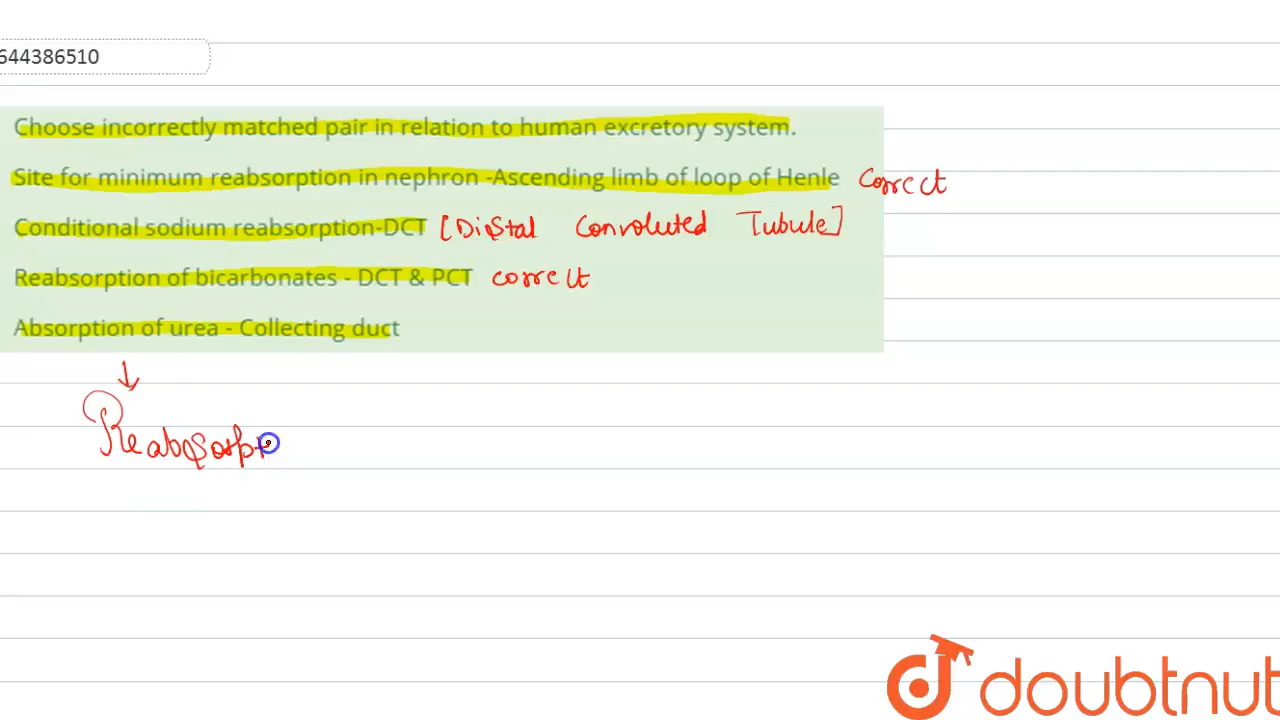 644386510
Choose incorrectly matched pair in relation to human excretory system.
Site for minimum reabsorption in nephron -Ascending limb of loop of Henle Correct
Conditional sodium reabsorption-DCT [Distal Convoluted Tubule]
Reabsorption of bicarbonates - DCT & PCT correct
Absorption of urea - Collecting duct
↓
Reabsorpt
doubtnut